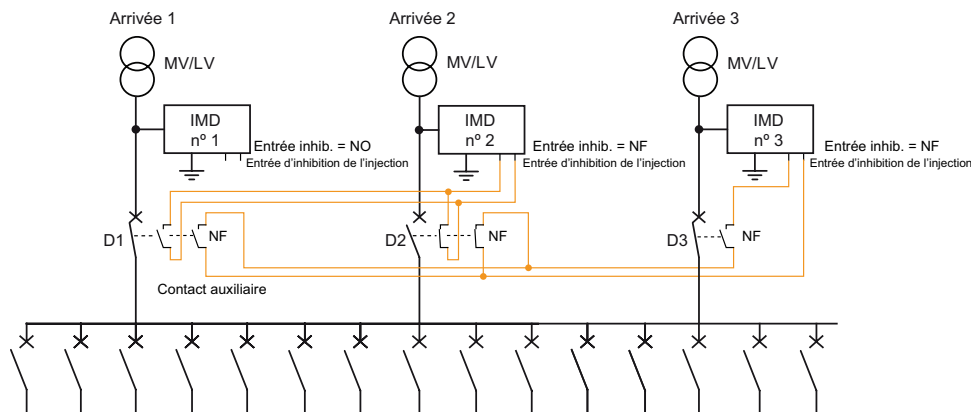 Arrivée 1
Arrivée 2
Arrivée 3
MV/LV
MV/LV
MV/LV
IMD
nº 1
Entrée inhib. = NO
Entrée d'inhibition de l'injection
IMD
nº 2
Entrée inhib. = NF
Entrée d'inhibition de l'injection
IMD
nº 3
Entrée inhib. = NF
Entrée d'inhibition de l'injection
D1
NF
D2
NF
D3
NF
Contact auxiliaire